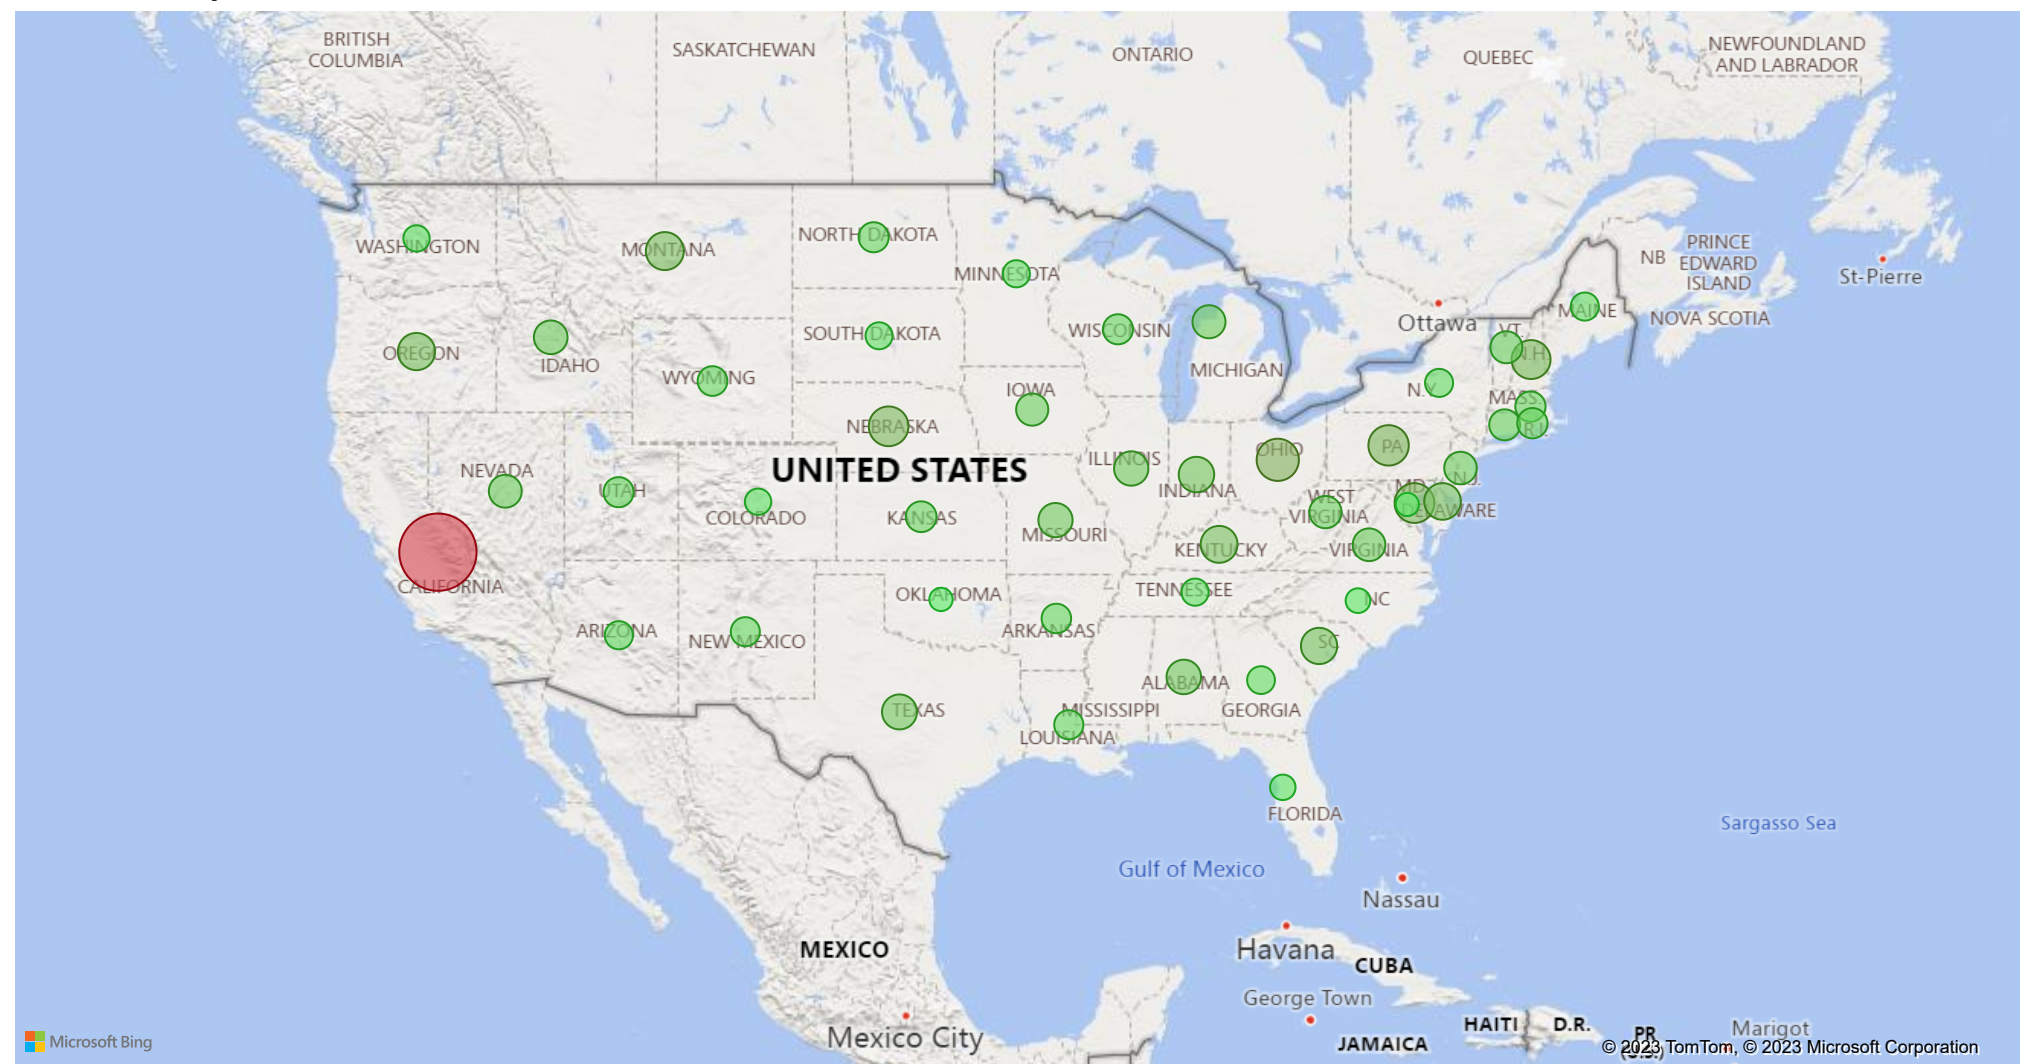 BRITISH
COLUMBIA
SASKATCHEWAN
ONTARIO
QUEBEC
NEWFOUNDLAND
AND LABRADOR
WASHINGTON
MONTANA
NORTH DAKOTA
MINNESOTA
NB
PRINCE
EDWARD
ISLAND
St-Pierre
MAINE
NOVA SCOTIA
Ottawa
VT.
N.H.
OREGON
IDAHO
WYOMING
SOUTH DAKOTA
WISCONSIN
MICHIGAN
N.Y.
MASS.
R.I.
IOWA
NEBRASKA
NEVADA
UTAH
COLORADO
UNITED STATES
KANSAS
MISSOURI
ILLINOIS
INDIANA
OHIO
PA
N.J.
MD.
DELAWARE
WEST
VIRGINIA
KENTUCKY
VIRGINIA
CALIFORNIA
ARIZONA
NEW MEXICO
OKLAHOMA
ARKANSAS
TENNESSEE
NC
SC
TEXAS
LOUISIANA
MISSISSIPPI
ALABAMA
GEORGIA
FLORIDA
Sargasso Sea
Gulf of Mexico
Nassau
MEXICO
Havana
CUBA
George Town
Mexico City
JAMAICA
HAITI
D.R.
PR
(U.S.)
Marigot
Microsoft Bing
© 2023 TomTom, © 2023 Microsoft Corporation